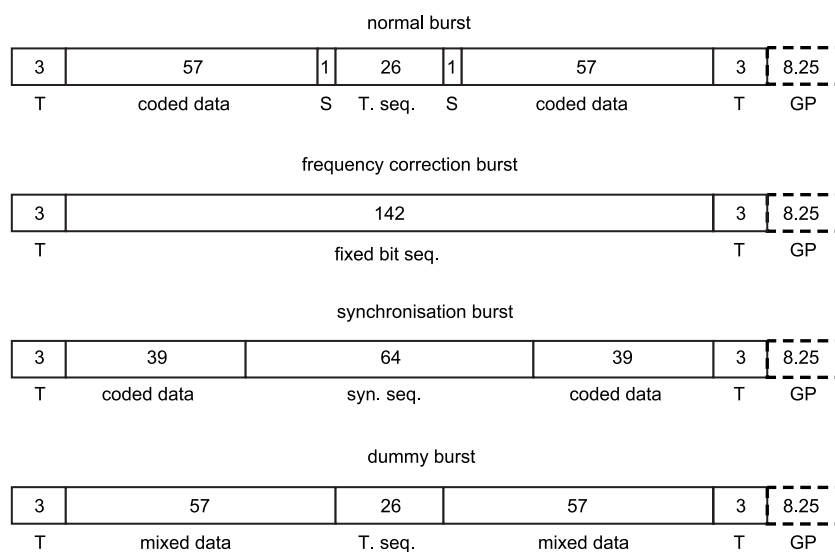 normal burst
3 57 1 26 1 57 3 8.25
T coded data S T. seq. S coded data T GP
frequency correction burst
3 142 3 8.25
T fixed bit seq. T GP
synchronisation burst
3 39 64 39 3 8.25
T coded data syn. seq. coded data T GP
dummy burst
3 57 26 57 3 8.25
T mixed data T. seq. mixed data T GP